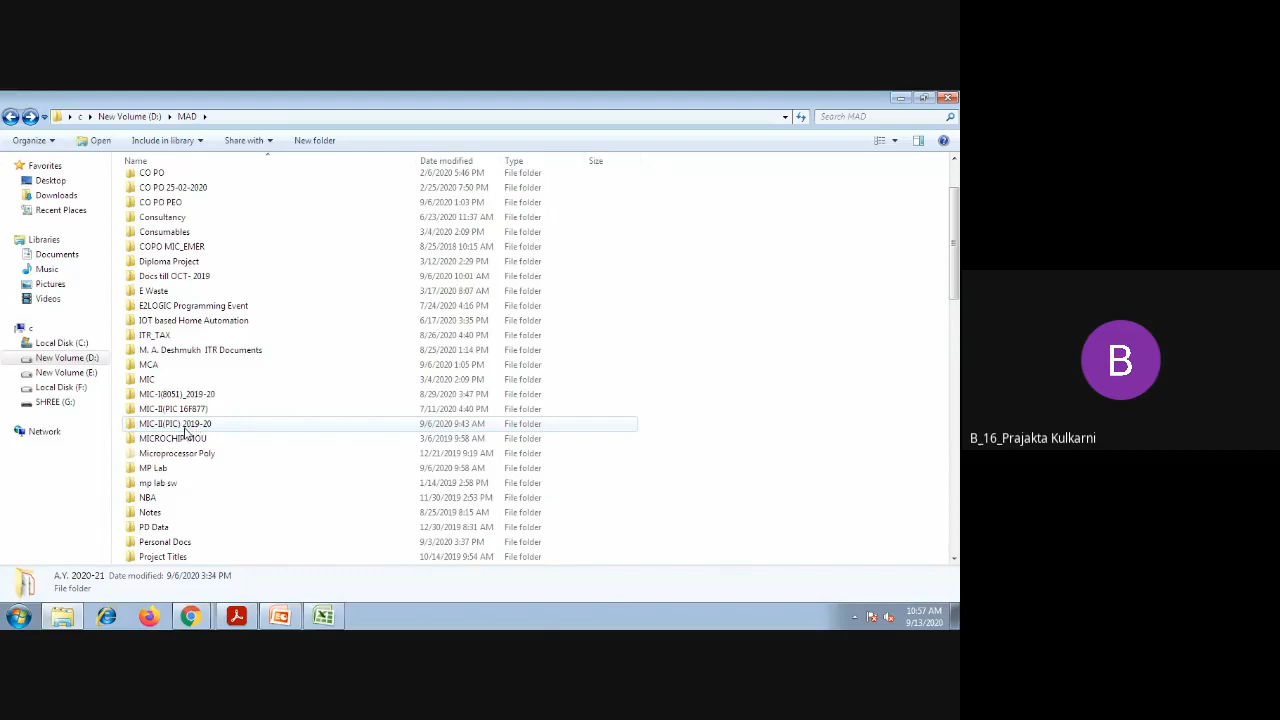 c ▸ New Volume (D:) ▸ MAD ▸
Search MAD
Organize Open Include in library Share with New folder
Name Date modified Type Size
Favorites
Desktop
Downloads
Recent Places
Libraries
Documents
Music
Pictures
Videos
c
Local Disk (C:)
New Volume (D:)
New Volume (E:)
Local Disk (F:)
SHREE (G:)
Network
CO PO 2/6/2020 5:46 PM File folder
CO PO 25-02-2020 2/25/2020 7:50 PM File folder
CO PO PEO 9/6/2020 1:03 PM File folder
Consultancy 6/23/2020 11:37 AM File folder
Consumables 3/4/2020 2:09 PM File folder
COPO MIC_EMER 8/25/2018 10:15 AM File folder
Diploma Project 3/12/2020 2:29 PM File folder
Docs till OCT- 2019 9/6/2020 10:01 AM File folder
E Waste 3/17/2020 8:07 AM File folder
E2LOGIC Programming Event 7/24/2020 4:16 PM File folder
IOT based Home Automation 6/17/2020 3:35 PM File folder
ITR_TAX 8/26/2020 4:40 PM File folder
M. A. Deshmukh ITR Documents 8/25/2020 1:14 PM File folder
MCA 9/6/2020 1:05 PM File folder
MIC 3/4/2020 2:09 PM File folder
MIC-I(8051)_2019-20 8/29/2020 3:47 PM File folder
MIC-II(PIC 16F877) 7/11/2020 4:40 PM File folder
MIC-II(PIC) 2019-20 9/6/2020 9:43 AM File folder
MICROCHIP MOU 3/6/2019 9:58 AM File folder
Microprocessor Poly 12/21/2019 9:19 AM File folder
MP Lab 9/6/2020 9:58 AM File folder
mp lab sw 1/14/2019 2:58 PM File folder
NBA 11/30/2019 2:53 PM File folder
Notes 8/25/2019 8:15 AM File folder
PD Data 12/30/2019 8:31 AM File folder
Personal Docs 9/3/2020 3:37 PM File folder
Project Titles 10/14/2019 9:54 AM File folder
A.Y. 2020-21 Date modified: 9/6/2020 3:34 PM
File folder
10:57 AM
9/13/2020
B
B_16_Prajakta Kulkarni